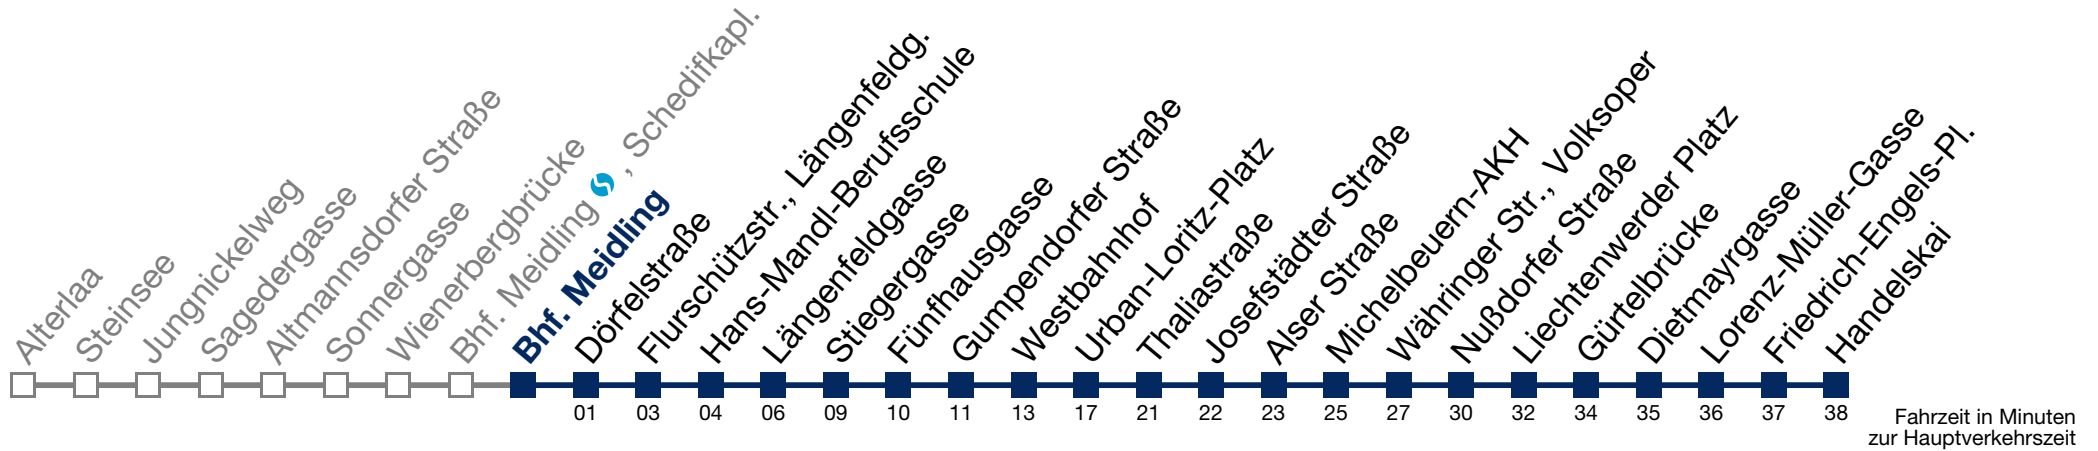 Alterlaa
Steinsee
Jungnickelweg
Sagedergasse
Altmannsdorfer Straße
Sonnergasse
Wienerbergbrücke
Bhf. Meidling , Schedifkapl.
Bhf. Meidling
Dörfelstraße
Flurschützstr., Längenfeldg.
Hans-Mandl-Berufsschule
Längenfeldgasse
Stiegergasse
Fünfhausgasse
Gumpendorfer Straße
Westbahnhof
Urban-Loritz-Platz
Thaliastraße
Josefstädter Straße
Alser Straße
Michelbeuern-AKH
Währinger Str., Volksoper
Nußdorfer Straße
Liechtenwerder Platz
Gürtelbrücke
Dietmayrgasse
Lorenz-Müller-Gasse
Friedrich-Engels-Pl.
Handelskai
01 03 04 06 09 10 11 13 17 21 22 23 25 27 30 32 34 35 36 37 38
Fahrzeit in Minuten
zur Hauptverkehrszeit